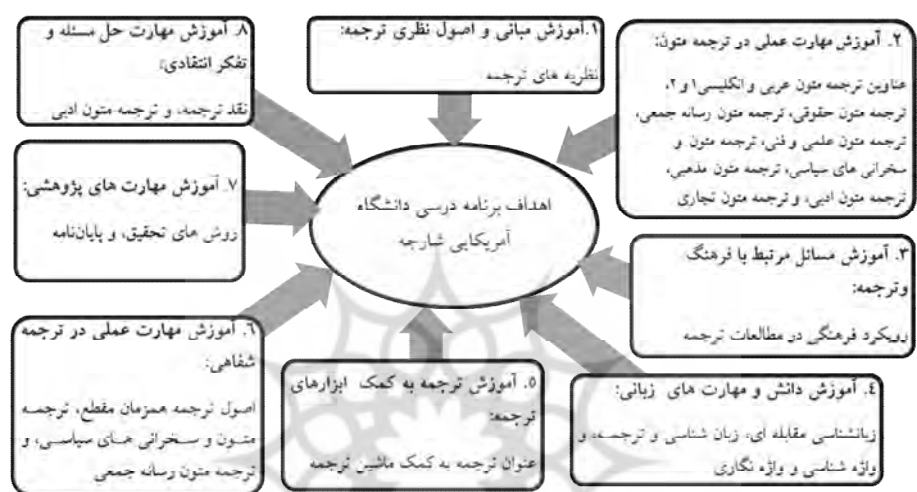 ۱.آموزش مبانی و اصول نظری ترجمه:
نظریه های ترجمه
۲. آموزش مهارت عملی در ترجمه متون:
عناوین ترجمه متون عربی و انگلیسی۱ و ۲،
ترجمه متون حقوقی، ترجمه متون رسانه جمعی،
ترجمه متون علمی و فنی، ترجمه متون و
سخرانی های سیاسی، ترجمه متون مذهبی،
ترجمه متون ادبی، و ترجمه متون تجاری
۳. آموزش مسائل مرتبط با فرهنگ
وترجمه:
رویکرد فرهنگی در مطالعات ترجمه
٤. آموزش دانش و مهارت های زبانی:
زبانشناسی مقابله ای، زبان شناسی و ترجمه، و
واژه شناسی و واژه نگاری
۵. آموزش ترجمه به کمک ابزارهای
ترجمه:
عنوان ترجمه به کمک ماشین ترجمه
٦. آموزش مهارت عملی در ترجمه
شفاهی:
اصول ترجمه همزمان مقطع، ترجمه
متون و سخرانی های سیاسی، و
ترجمه متون رسانه جمعی
۷. آموزش مهارت های پژوهشی:
روش های تحقیق، و پایان‌نامه
۸. آموزش مهارت حل مسئله و
تفکر انتقادی:
نقد ترجمه، و ترجمه متون ادبی
اهداف برنامه درسی دانشگاه
آمریکایی شارجه